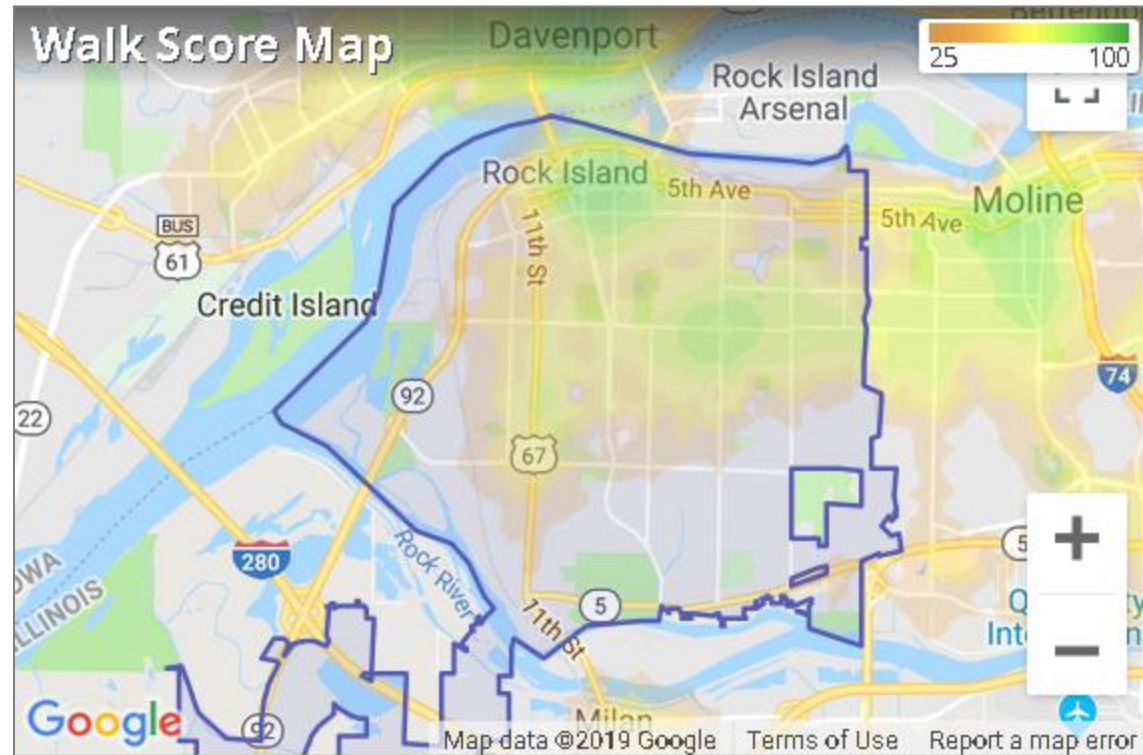 Walk Score Map
Davenport
25 100
Rock Island
Arsenal
Rock Island
5th Ave
Moline
5th Ave
11th St
BUS
61
Credit Island
74
92
22
67
280
Rock River
5
5
IOWA
ILLINOIS
11th St
92
Milan
Google
Map data ©2019 Google Terms of Use Report a map error